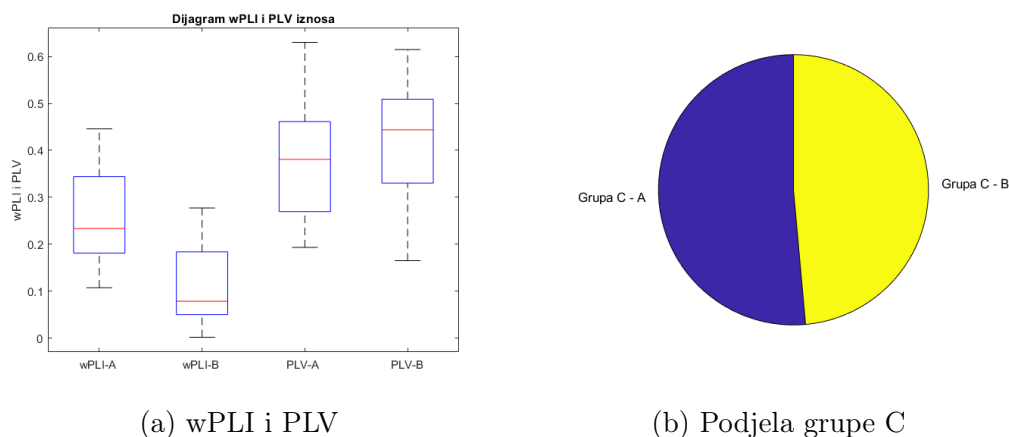 Dijagram wPLI i PLV iznosa
wPLI i PLV
0.6
0.5
0.4
0.3
0.2
0.1
0
wPLI-A wPLI-B PLV-A PLV-B
(a) wPLI i PLV
Grupa C - A
Grupa C - B
(b) Podjela grupe C